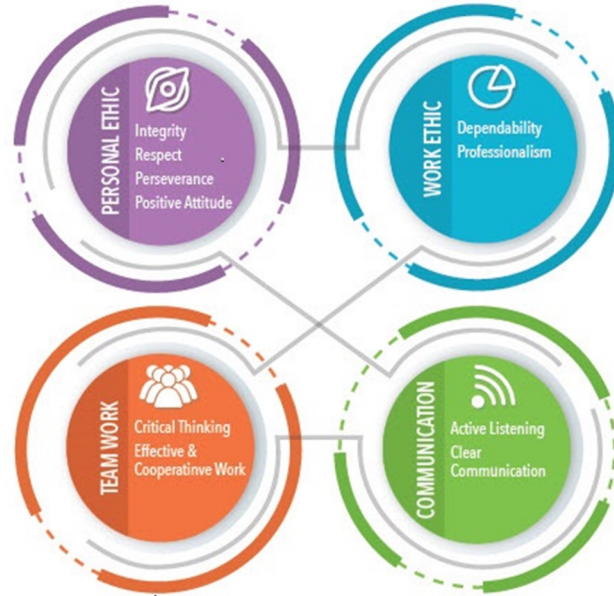 PERSONAL ETHIC
Integrity
Respect
Perseverance
Positive Attitude
WORK ETHIC
Dependability
Professionalism
TEAM WORK
Critical Thinking
Effective &
Cooperatinve Work
COMMUNICATION
Active Listening
Clear
Communication